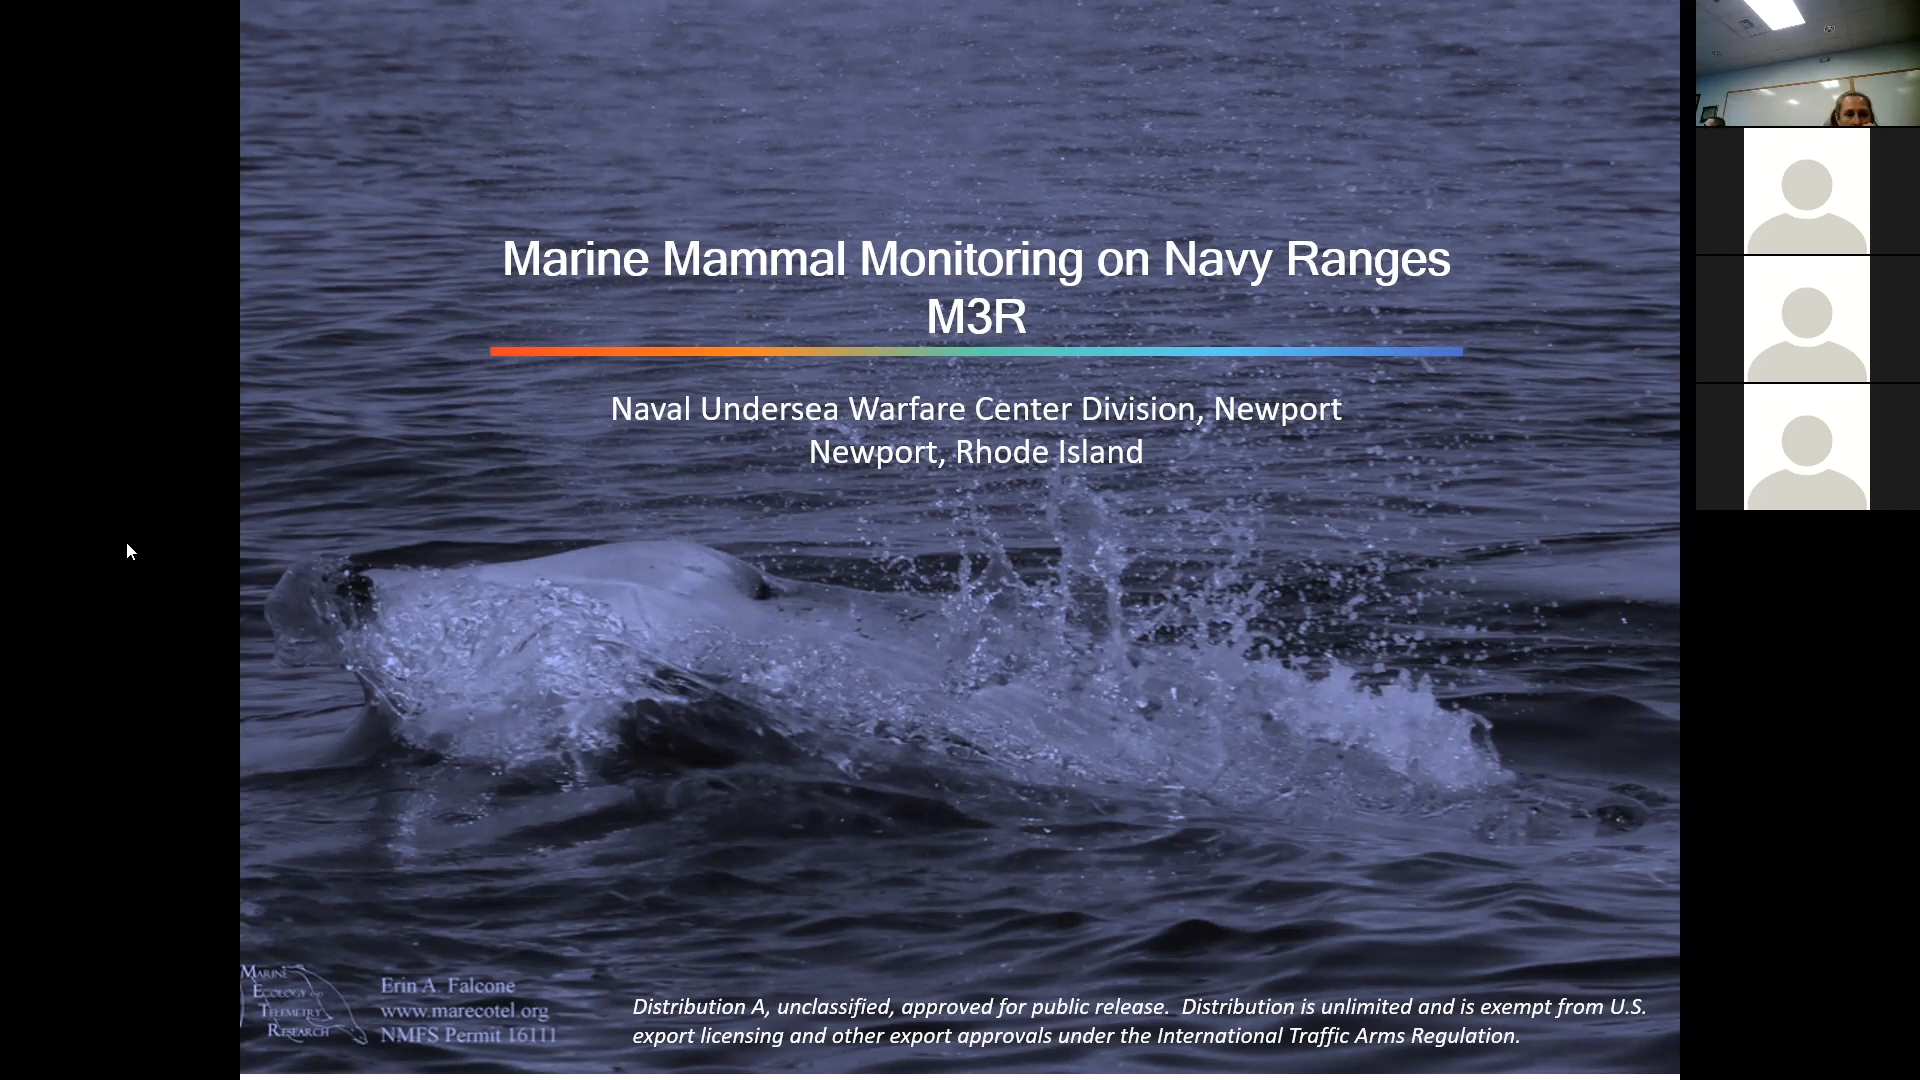 Marine Mammal Monitoring on Navy Ranges
M3R
Naval Undersea Warfare Center Division, Newport
Newport, Rhode Island
MARINE
ECOLOGY AND
TELEMETRY
RESEARCH
Erin A. Falcone
www.marecotel.org
NMFS Permit 16111
Distribution A, unclassified, approved for public release. Distribution is unlimited and is exempt from U.S.
export licensing and other export approvals under the International Traffic Arms Regulation.